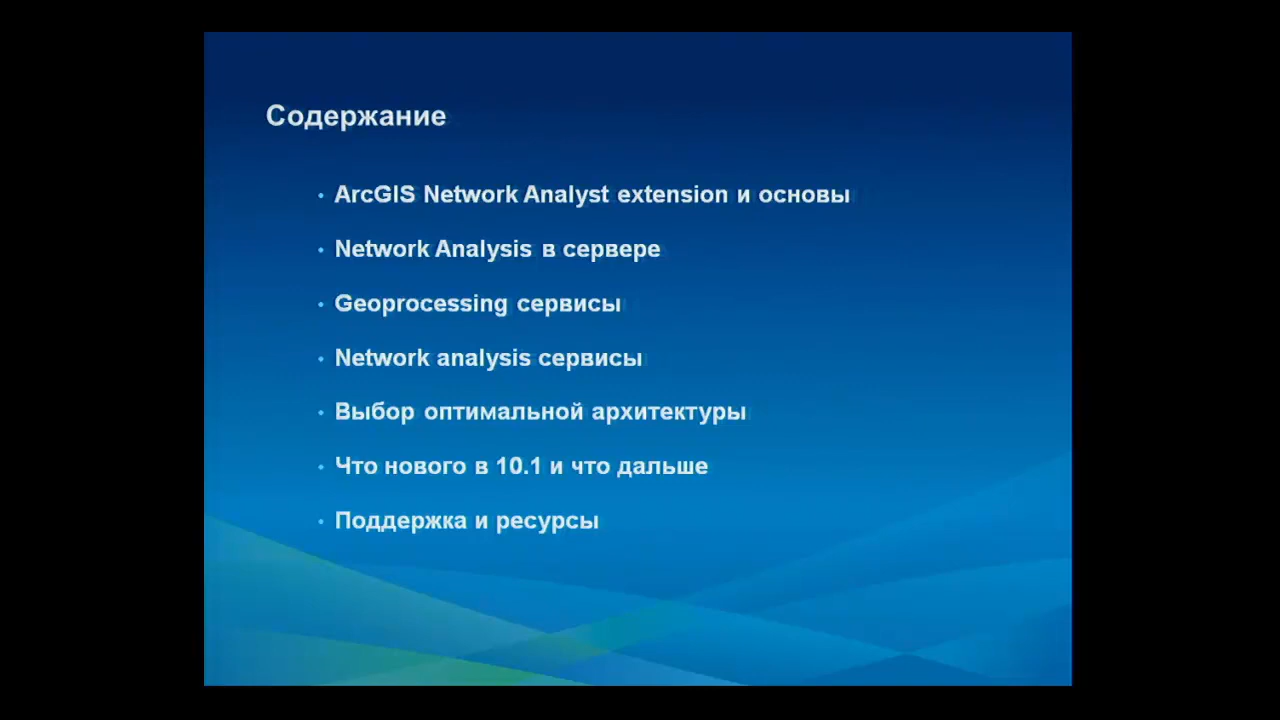 Содержание
ArcGIS Network Analyst extension и основы
Network Analysis в сервере
Geoprocessing сервисы
Network analysis сервисы
Выбор оптимальной архитектуры
Что нового в 10.1 и что дальше
Поддержка и ресурсы